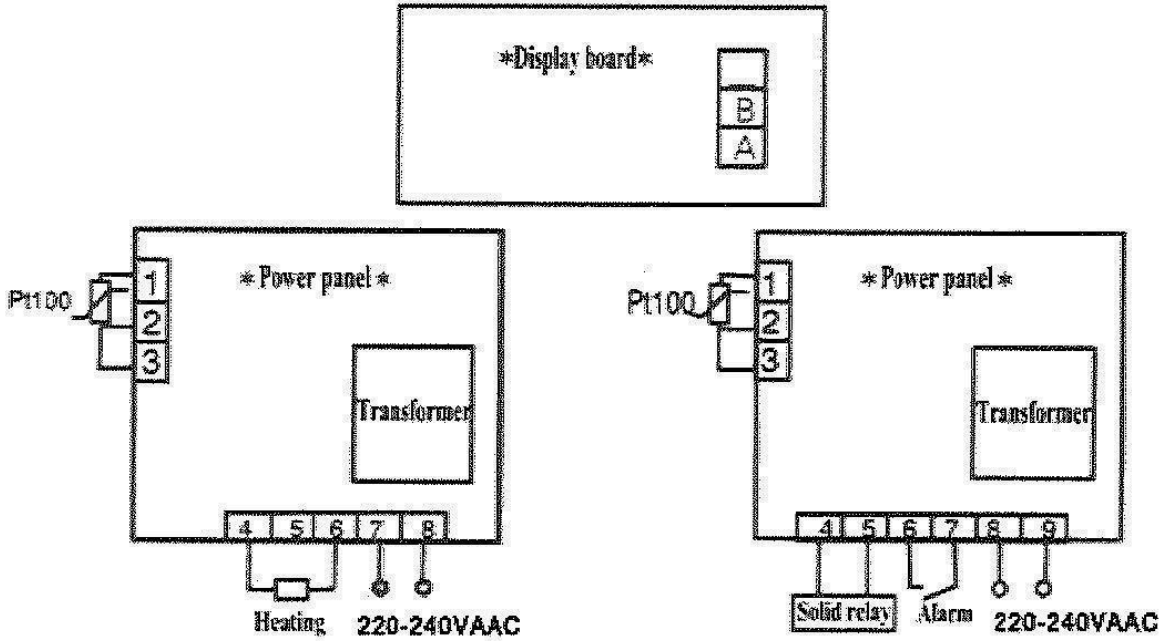 *Display board*
B
A
Pt100
1
2
3
* Power panel *
Transformer
4 5 6 7 8
Heating
220-240VAAC
Pt100
1
2
3
* Power panel *
Transformer
4 5 6 7 8 9
Solid relay
Alarm
220-240VAAC